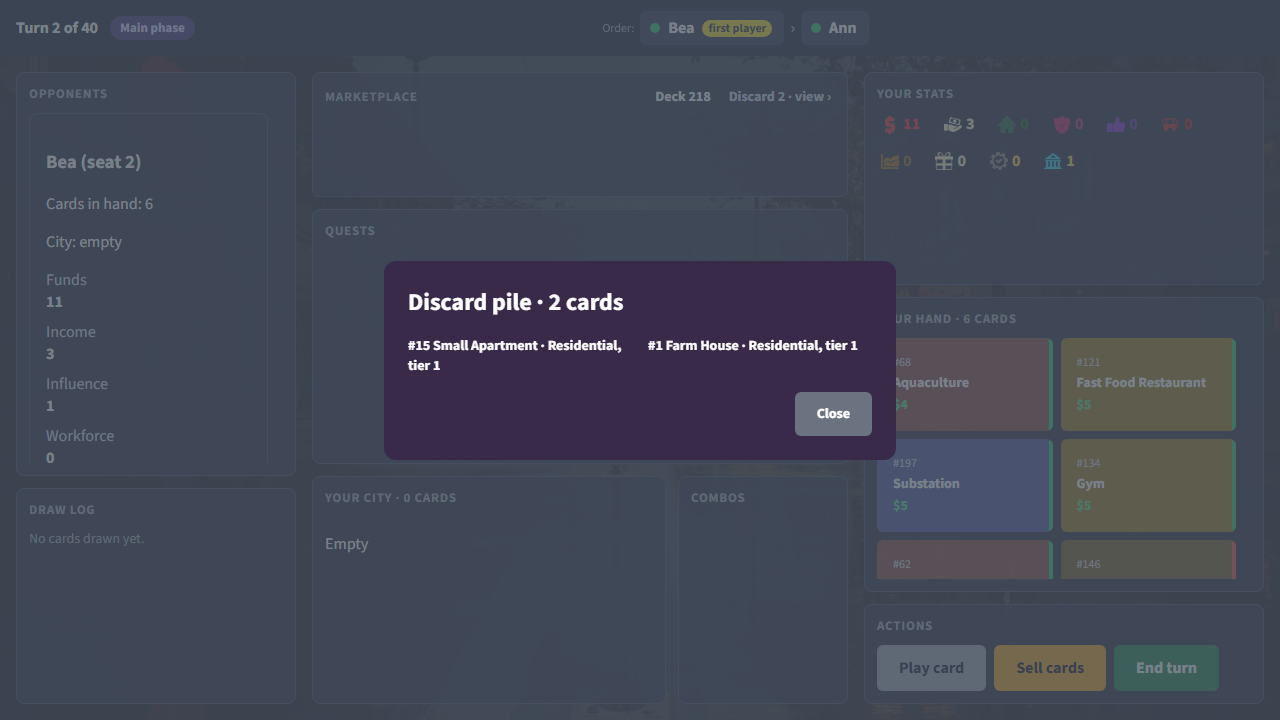 Turn 2 of 40
Main phase
Order:
Bea
first player
›
Ann
OPPONENTS
Bea (seat 2)
Cards in hand: 6
City: empty
Funds
11
Income
3
Influence
1
Workforce
0
DRAW LOG
No cards drawn yet.
MARKETPLACE
Deck 218
Discard 2 · view ›
QUESTS
Discard pile · 2 cards
#15 Small Apartment · Residential,
tier 1
#1 Farm House · Residential, tier 1
Close
YOUR CITY · 0 CARDS
Empty
COMBOS
YOUR STATS
11
3
0
0
0
0
0
0
0
1
UR HAND · 6 CARDS
#68
Aquaculture
$4
#121
Fast Food Restaurant
$5
#197
Substation
$5
#134
Gym
$5
#62
#146
ACTIONS
Play card
Sell cards
End turn